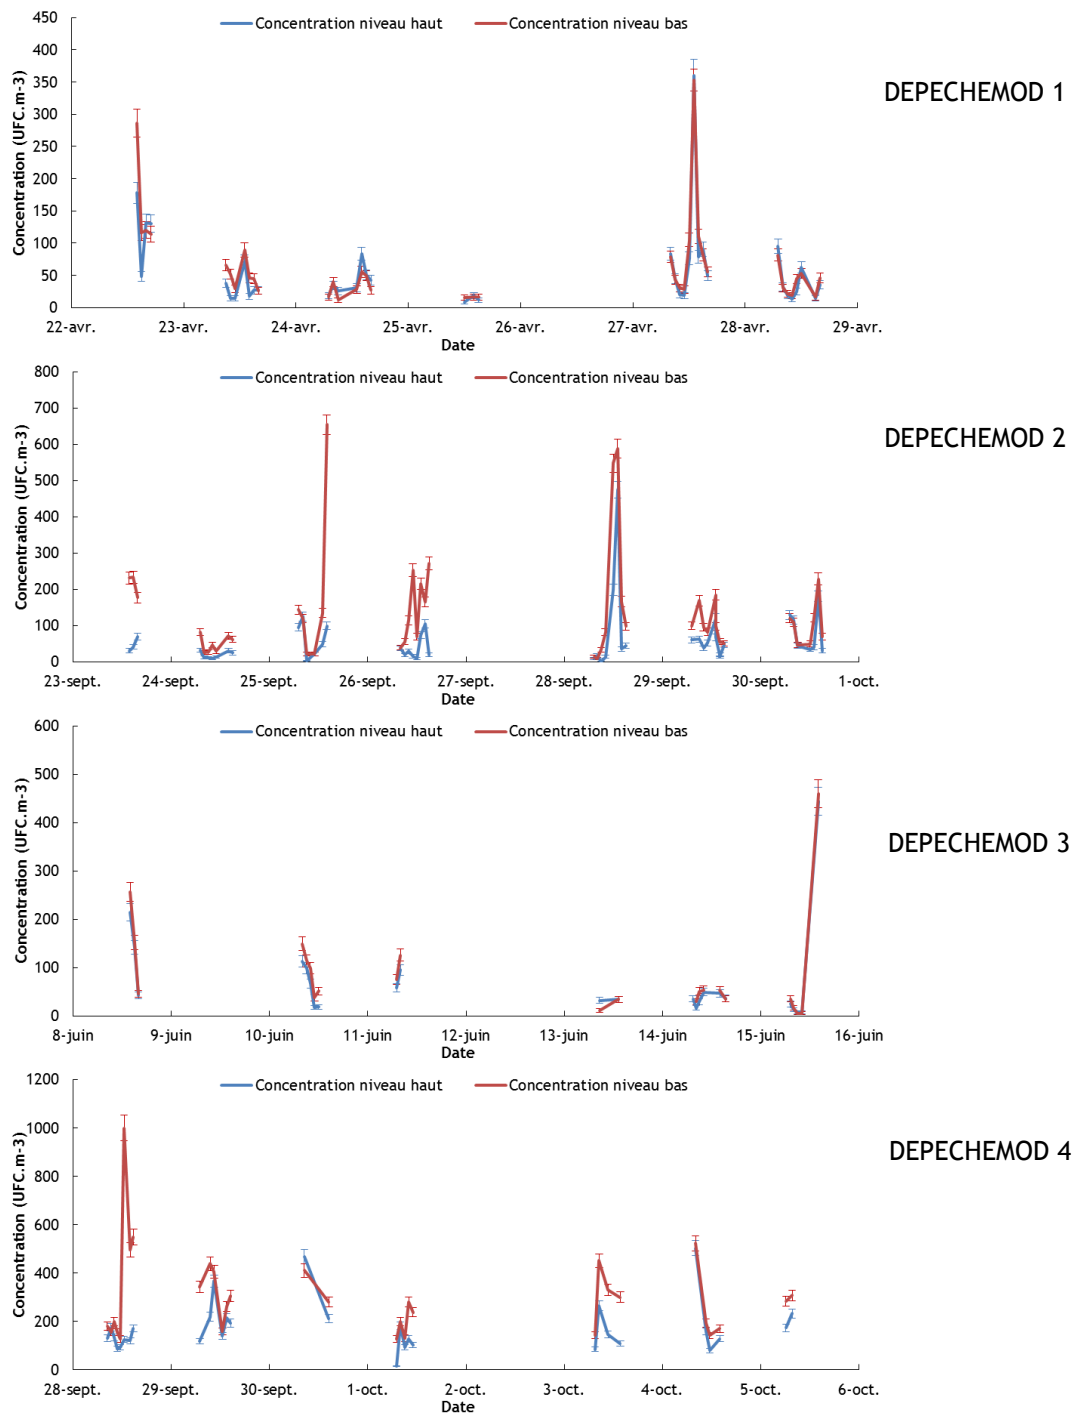 Concentration niveau haut
Concentration niveau bas
DEPECHEMOD 1
Concentration (UFC.m-3)
450
400
350
300
250
200
150
100
50
0
22-avr.
23-avr.
24-avr.
25-avr.
26-avr.
27-avr.
28-avr.
29-avr.
Date
Concentration niveau haut
Concentration niveau bas
DEPECHEMOD 2
Concentration (UFC.m-3)
800
700
600
500
400
300
200
100
0
23-sept.
24-sept.
25-sept.
26-sept.
27-sept.
28-sept.
29-sept.
30-sept.
1-oct.
Date
Concentration niveau haut
Concentration niveau bas
DEPECHEMOD 3
Concentration (UFC.m-3)
600
500
400
300
200
100
0
8-juin
9-juin
10-juin
11-juin
12-juin
13-juin
14-juin
15-juin
16-juin
Date
Concentration niveau haut
Concentration niveau bas
DEPECHEMOD 4
Concentration (UFC.m-3)
1200
1000
800
600
400
200
0
28-sept.
29-sept.
30-sept.
1-oct.
2-oct.
3-oct.
4-oct.
5-oct.
6-oct.
Date